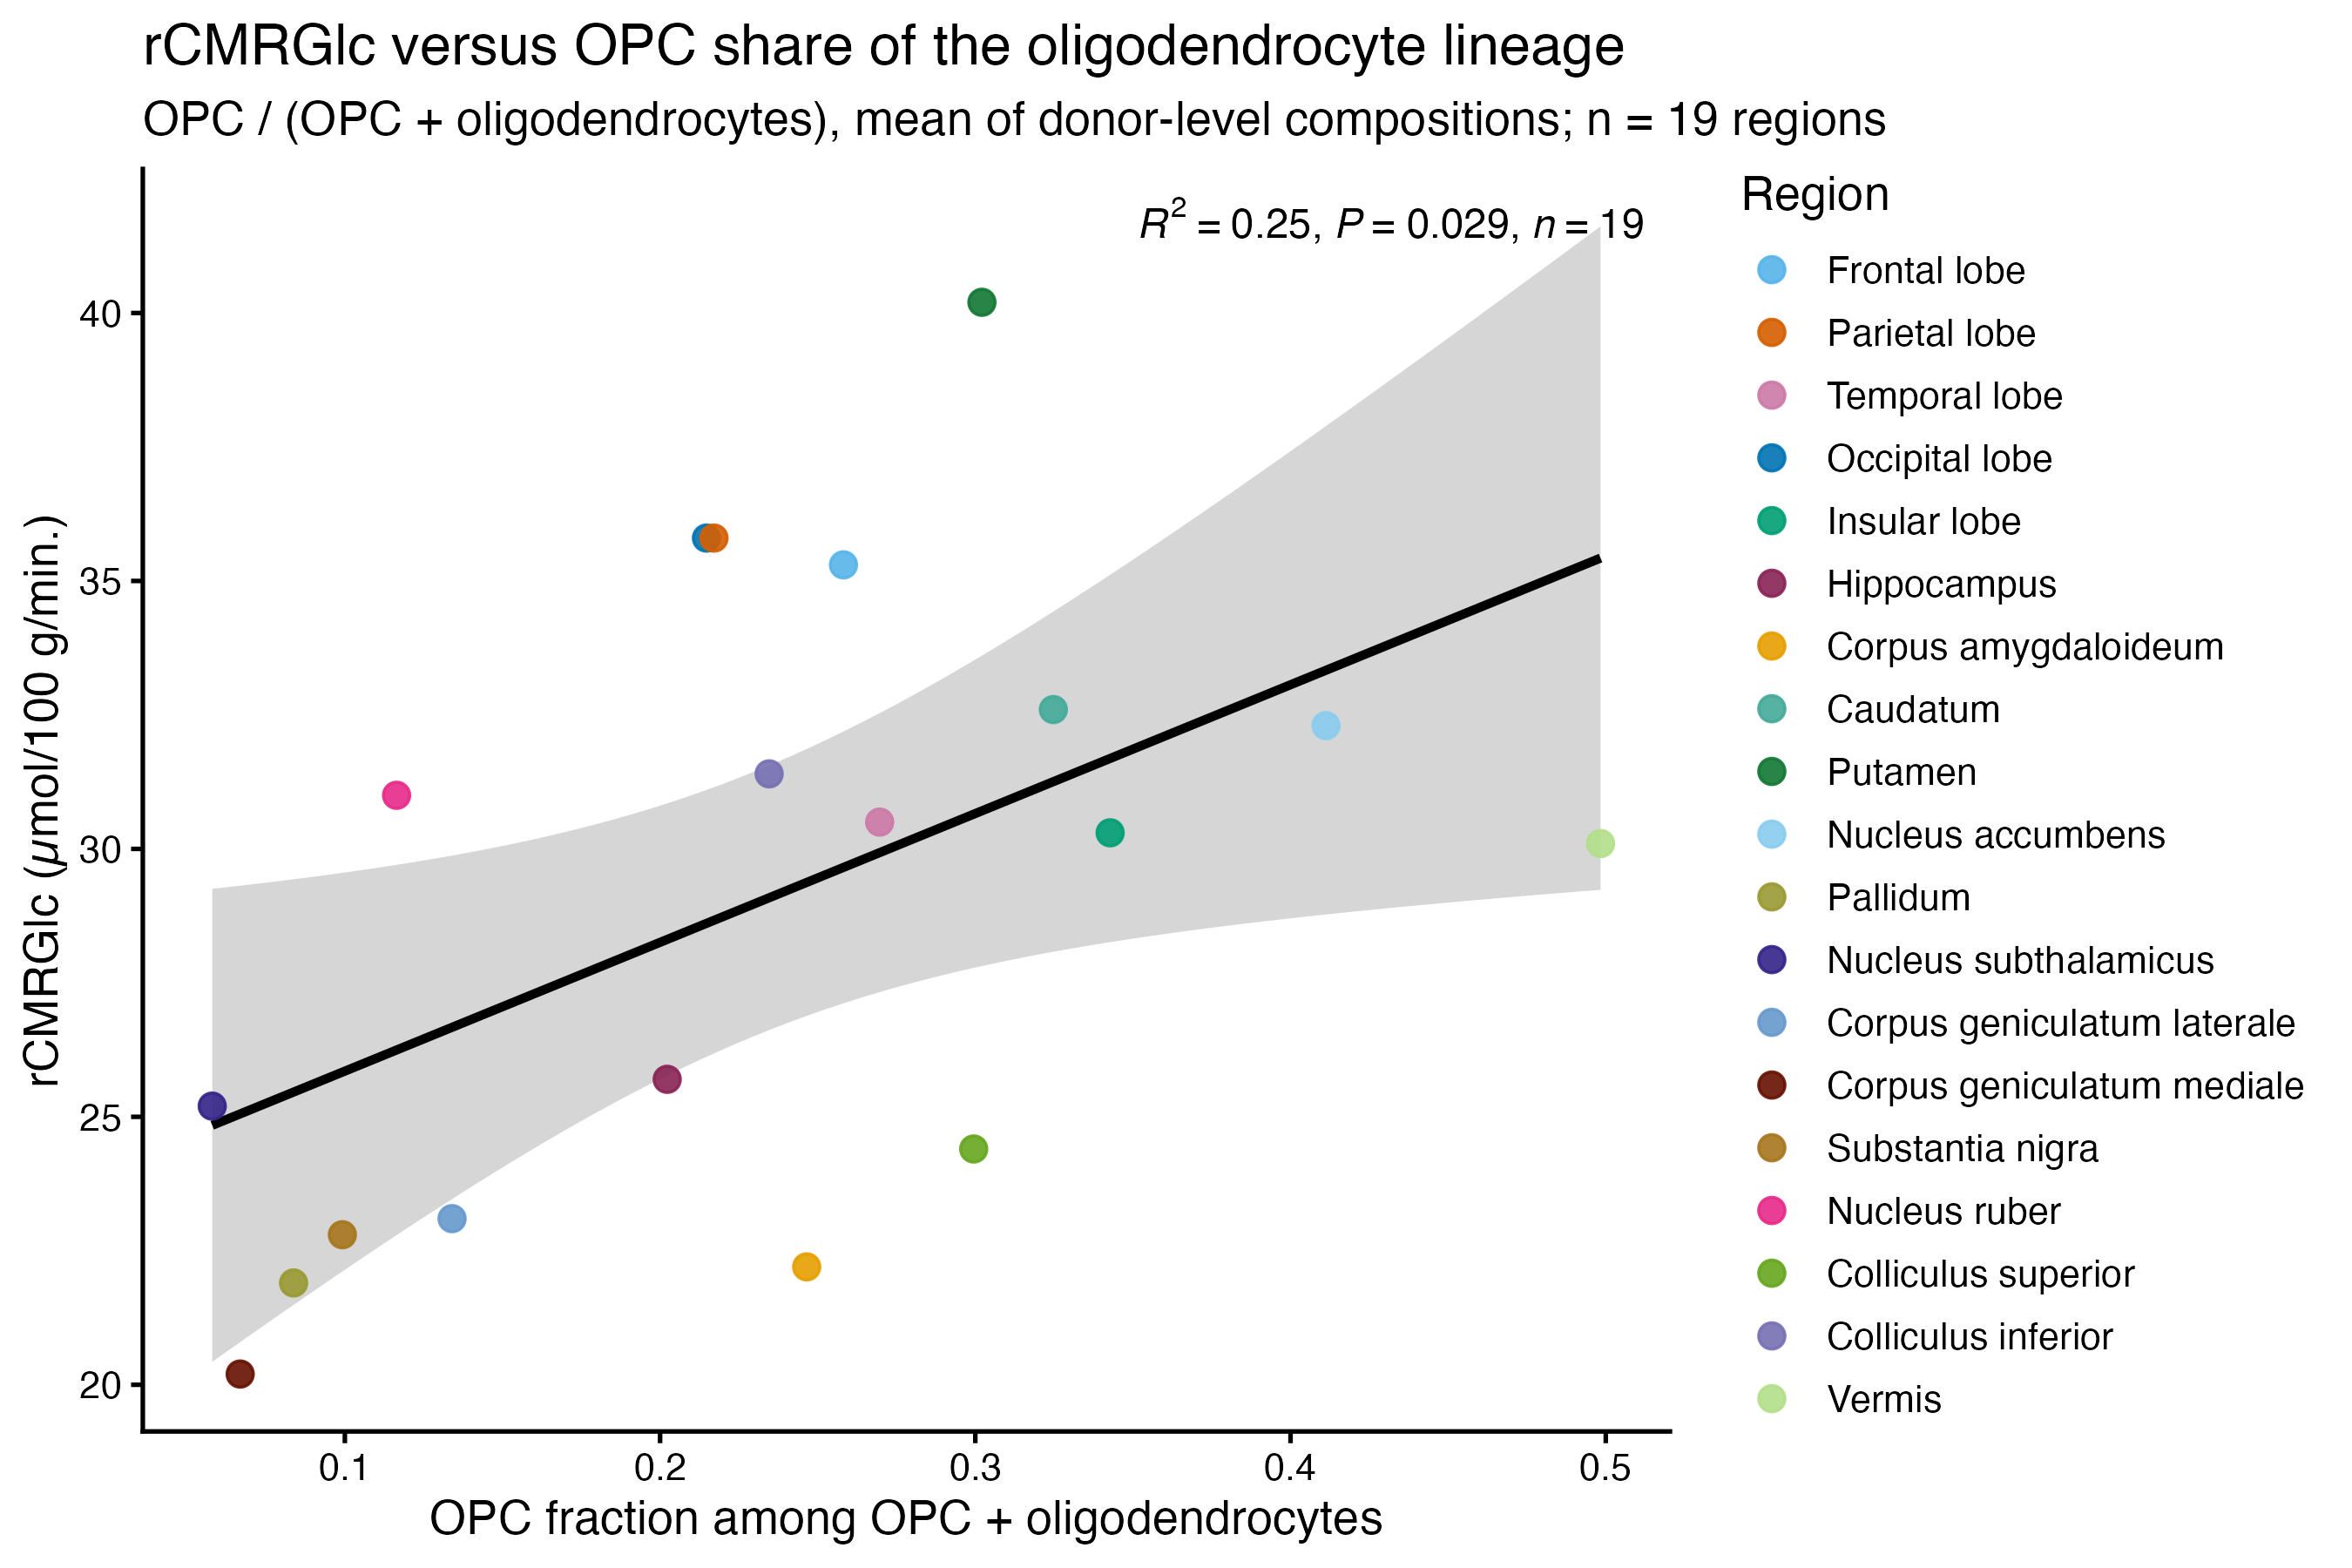 rCMRGlc versus OPC share of the oligodendrocyte lineage
OPC / (OPC + oligodendrocytes), mean of donor-level compositions; n = 19 regions
R² = 0.25, P = 0.029, n = 19
rCMRGlc (μmol/100 g/min.)
40
35
30
25
20
0.1 0.2 0.3 0.4 0.5
OPC fraction among OPC + oligodendrocytes
Region
Frontal lobe
Parietal lobe
Temporal lobe
Occipital lobe
Insular lobe
Hippocampus
Corpus amygdaloideum
Caudatum
Putamen
Nucleus accumbens
Pallidum
Nucleus subthalamicus
Corpus geniculatum laterale
Corpus geniculatum mediale
Substantia nigra
Nucleus ruber
Colliculus superior
Colliculus inferior
Vermis